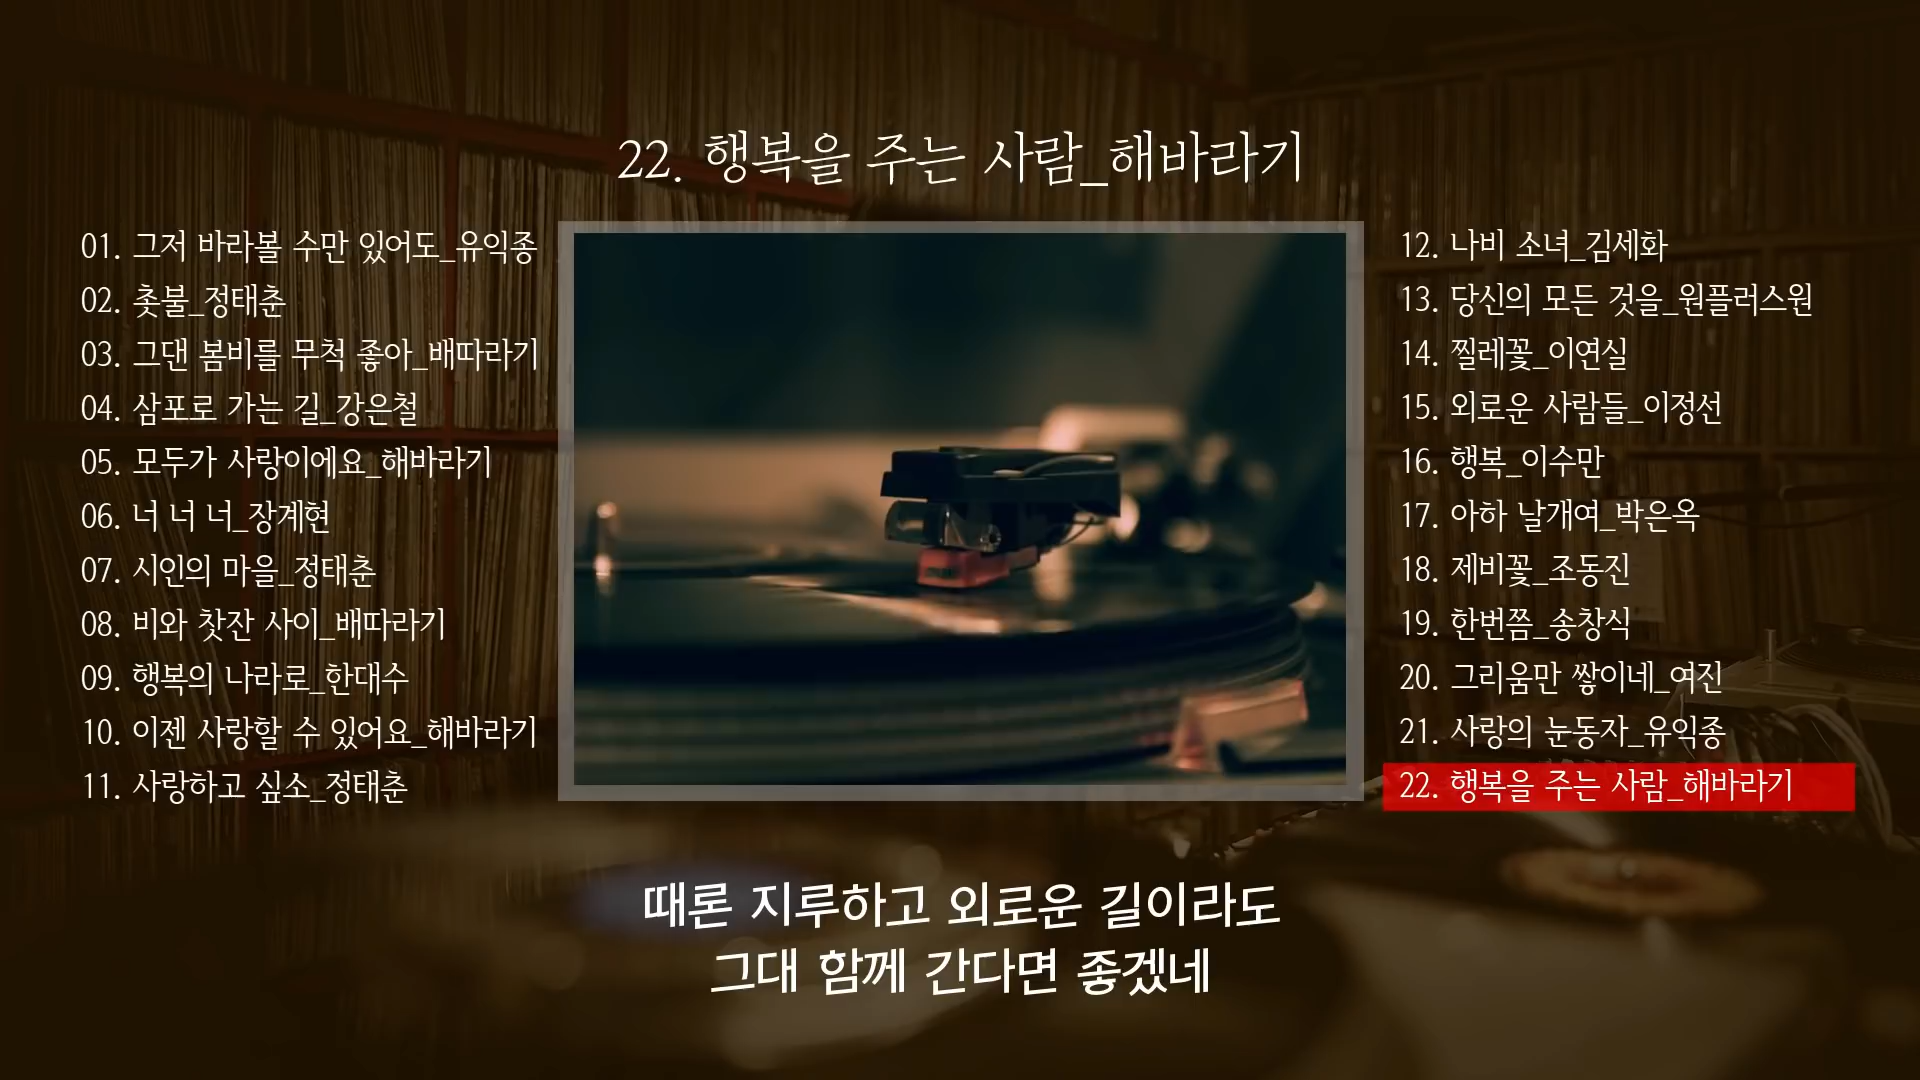 22. 행복을 주는 사람_해바라기
01. 그저 바라볼 수만 있어도_유익종
02. 촛불_정태춘
03. 그댄 봄비를 무척 좋아_배따라기
04. 삼포로 가는 길_강은철
05. 모두가 사랑이에요_해바라기
06. 너 너 너_장계현
07. 시인의 마을_정태춘
08. 비와 찻잔 사이_배따라기
09. 행복의 나라로_한대수
10. 이젠 사랑할 수 있어요_해바라기
11. 사랑하고 싶소_정태춘
12. 나비 소녀_김세화
13. 당신의 모든 것을_원플러스원
14. 찔레꽃_이연실
15. 외로운 사람들_이정선
16. 행복_이수만
17. 아하 날개여_박은옥
18. 제비꽃_조동진
19. 한번쯤_송창식
20. 그리움만 쌓이네_여진
21. 사랑의 눈동자_유익종
22. 행복을 주는 사람_해바라기
때론 지루하고 외로운 길이라도
그대 함께 간다면 좋겠네